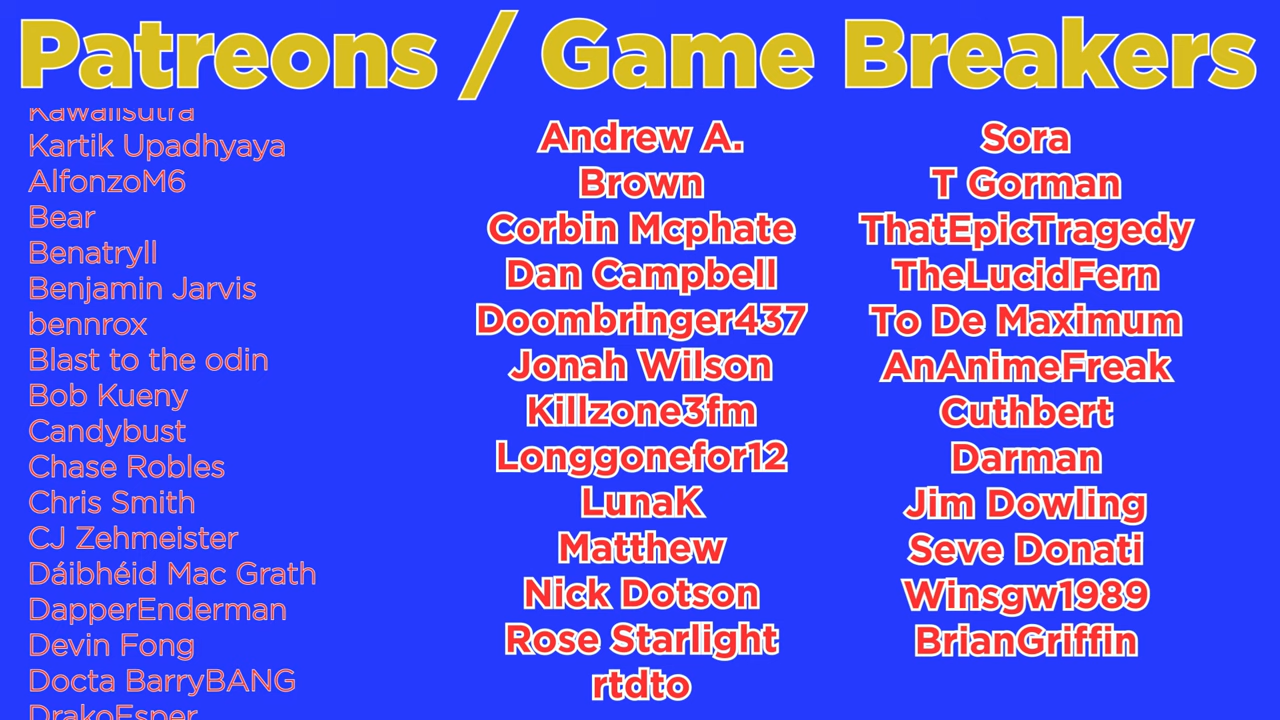 Patreons / Game Breakers
Kawaiisutra
Kartik Upadhyaya
AlfonzoM6
Bear
Benatryll
Benjamin Jarvis
bennrox
Blast to the odin
Bob Kueny
Candybust
Chase Robles
Chris Smith
CJ Zehmeister
Dáibhéid Mac Grath
DapperEnderman
Devin Fong
Docta BarryBANG
DrakoEsper
Andrew A.
Brown
Corbin Mcphate
Dan Campbell
Doombringer437
Jonah Wilson
Killzone3fm
Longgonefor12
LunaK
Matthew
Nick Dotson
Rose Starlight
rtdto
Sora
T Gorman
ThatEpicTragedy
TheLucidFern
To De Maximum
AnAnimeFreak
Cuthbert
Darman
Jim Dowling
Seve Donati
Winsgw1989
BrianGriffin